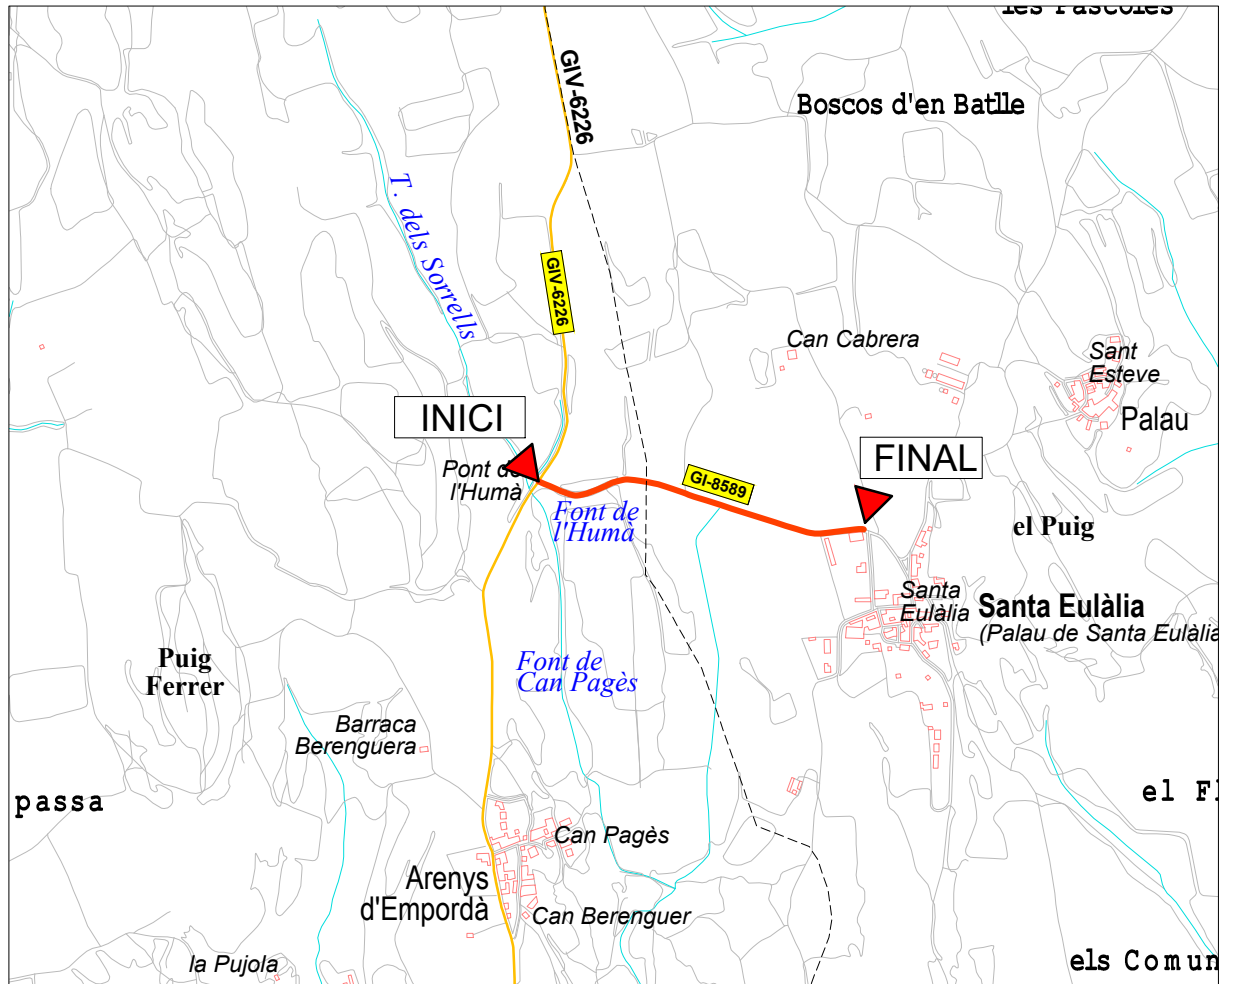 les Pascoles
GIV-6226
Boscos d'en Batlle
T. dels Sorrells
GIV-6226
Can Cabrera
Sant
Esteve
Palau
INICI
FINAL
Pont de
l'Humà
GI-8589
Font de
l'Humà
el Puig
Santa
Eulàlia
Santa Eulàlia
(Palau de Santa Eulàlia
Font de
Can Pagès
Puig
Ferrer
Barraca
Berenguera
passa
el
Can Pagès
Arenys
d'Empordà
Can Berenguer
la Pujola
els Comun